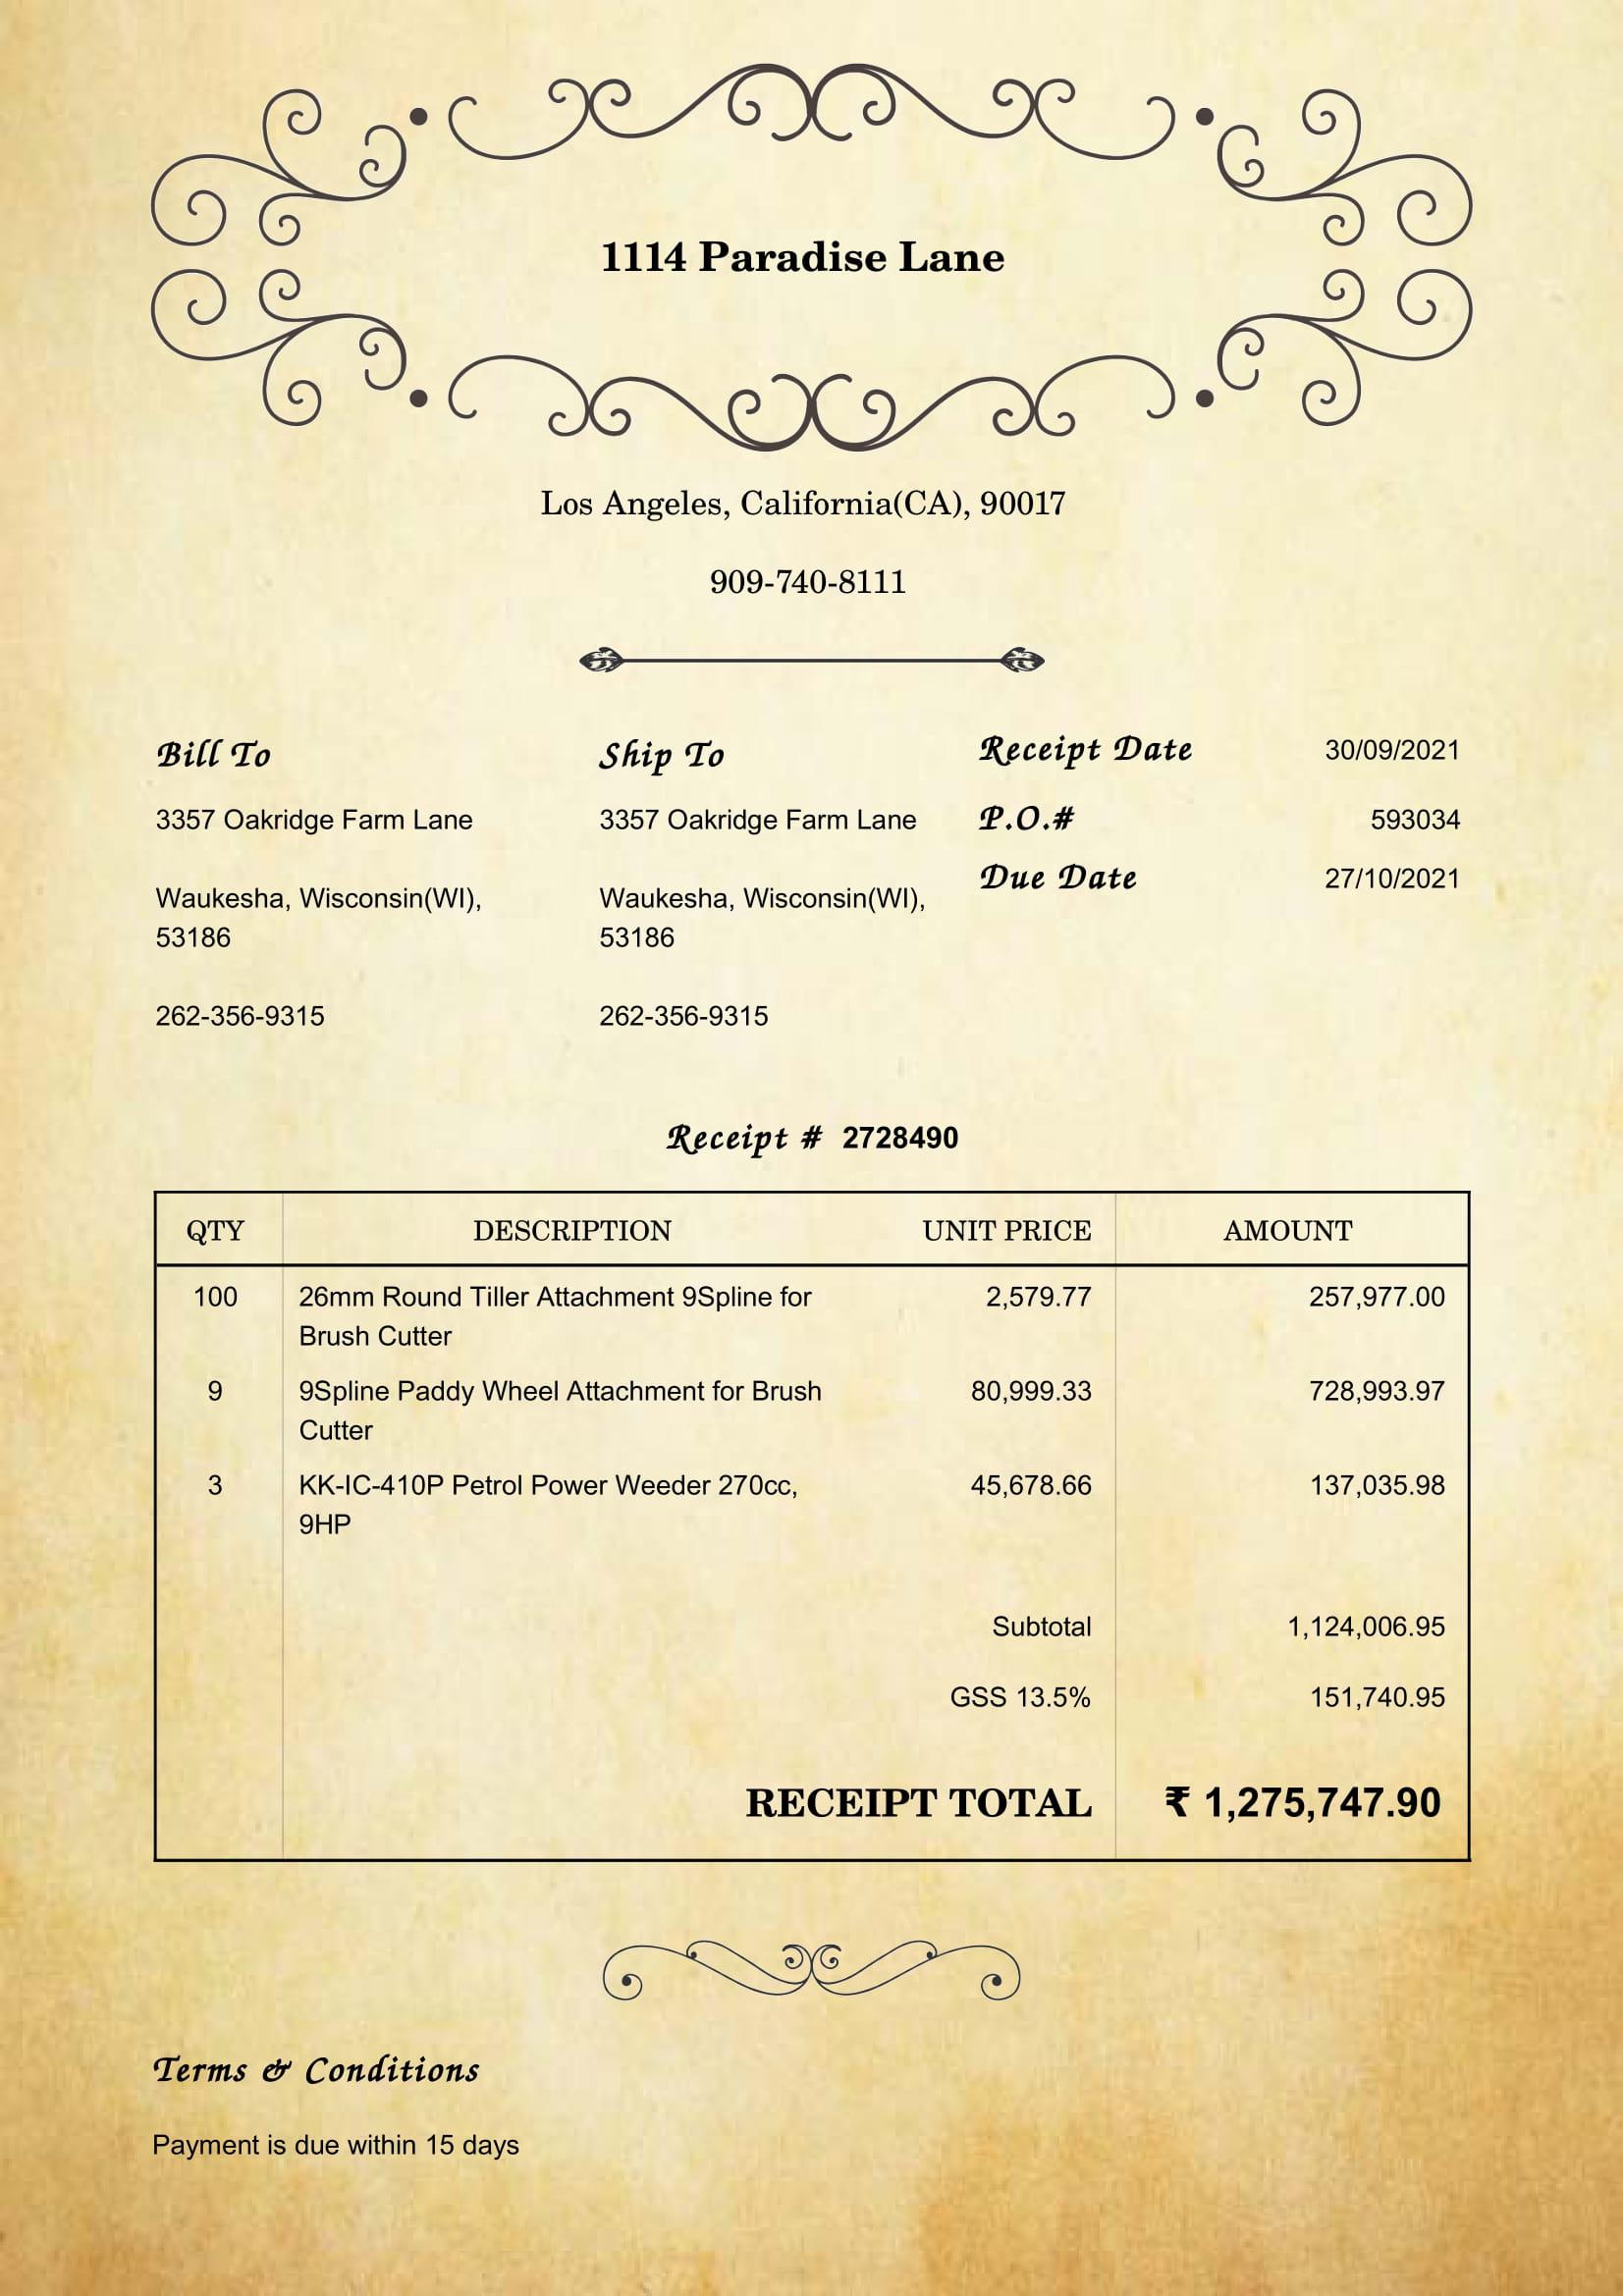 1114 Paradise Lane
Los Angeles, California(CA), 90017
909-740-8111
Bill To
3357 Oakridge Farm Lane
Waukesha, Wisconsin(WI),
53186
262-356-9315
Ship To
3357 Oakridge Farm Lane
Waukesha, Wisconsin(WI),
53186
262-356-9315
Receipt Date 30/09/2021
P.O.# 593034
Due Date 27/10/2021
Receipt # 2728490
QTY DESCRIPTION UNIT PRICE AMOUNT
100 26mm Round Tiller Attachment 9Spline for 2,579.77 257,977.00
Brush Cutter
9 9Spline Paddy Wheel Attachment for Brush 80,999.33 728,993.97
Cutter
3 KK-IC-410P Petrol Power Weeder 270cc, 45,678.66 137,035.98
9HP
Subtotal 1,124,006.95
GSS 13.5% 151,740.95
RECEIPT TOTAL ₹ 1,275,747.90
Terms & Conditions
Payment is due within 15 days